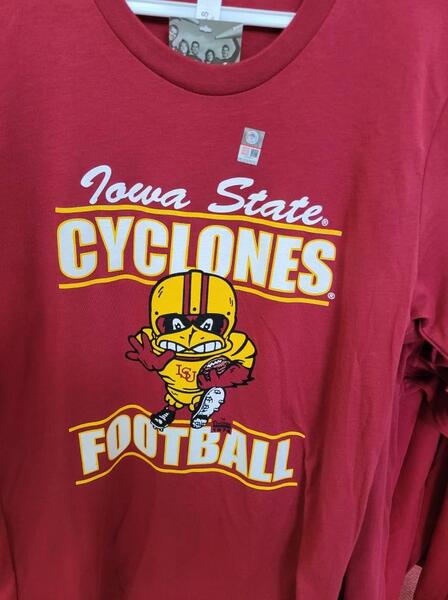 S
Iowa State®
CYCLONES®
ISU
FOOTBALL